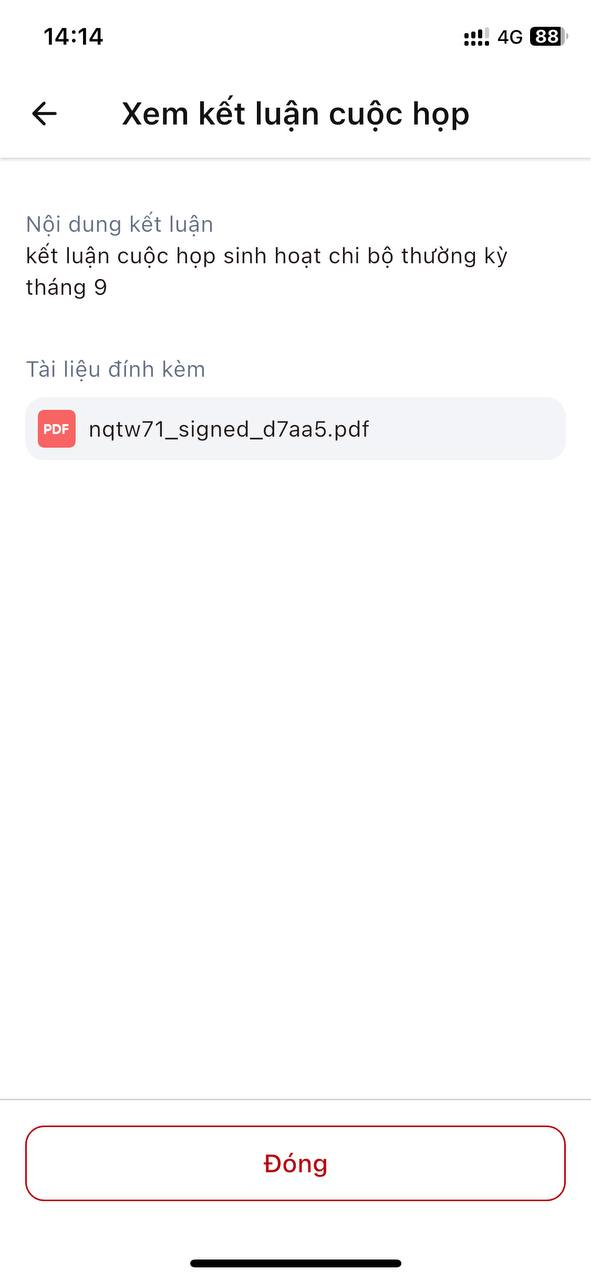 14:14
4G 88
Xem kết luận cuộc họp
Nội dung kết luận
kết luận cuộc họp sinh hoạt chi bộ thường kỳ
tháng 9
Tài liệu đính kèm
PDF nqtw71_signed_d7aa5.pdf
Đóng